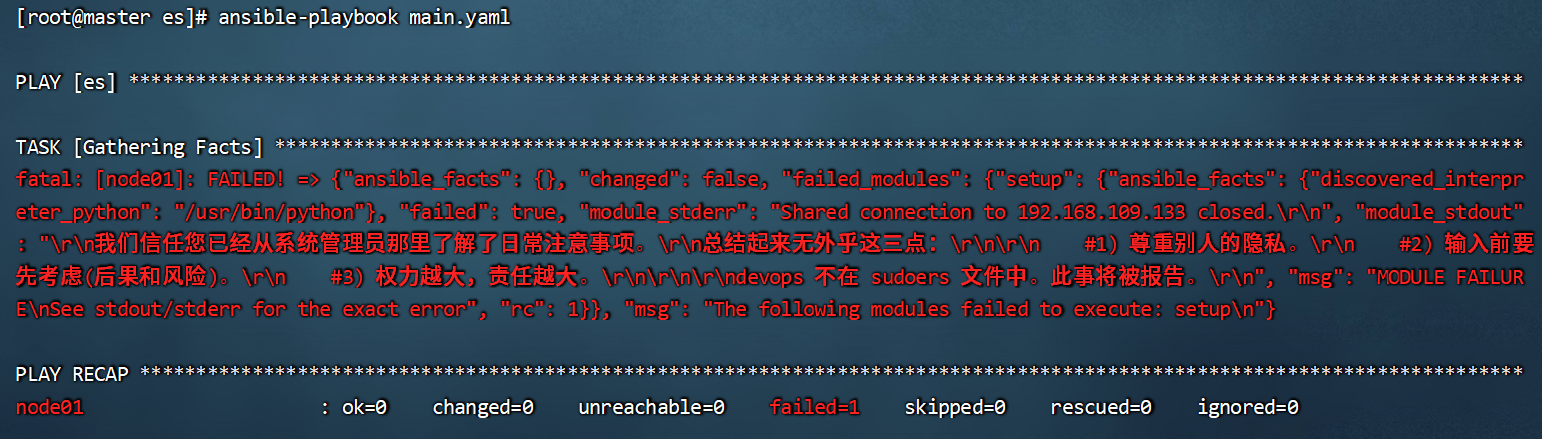 [root@master es]# ansible-playbook main.yaml
PLAY [es] ****************************************************************************************************************************
TASK [Gathering Facts] ***************************************************************************************************************
fatal: [node01]: FAILED! => {"ansible_facts": {}, "changed": false, "failed_modules": {"setup": {"ansible_facts": {"discovered_interpr
eter_python": "/usr/bin/python"}, "failed": true, "module_stderr": "Shared connection to 192.168.109.133 closed.\r\n", "module_stdout"
: "\r\n我们信任您已经从系统管理员那里了解了日常注意事项。\r\n总结起来无外乎这三点：\r\n\r\n    #1) 尊重别人的隐私。\r\n    #2) 输入前要
先考虑(后果和风险)。\r\n    #3) 权力越大，责任越大。\r\n\r\n\r\ndevops 不在 sudoers 文件中。此事将被报告。\r\n", "msg": "MODULE FAILUR
E\nSee stdout/stderr for the exact error", "rc": 1}}, "msg": "The following modules failed to execute: setup\n"}
PLAY RECAP ***************************************************************************************************************************
node01                     : ok=0    changed=0    unreachable=0    failed=1    skipped=0    rescued=0    ignored=0